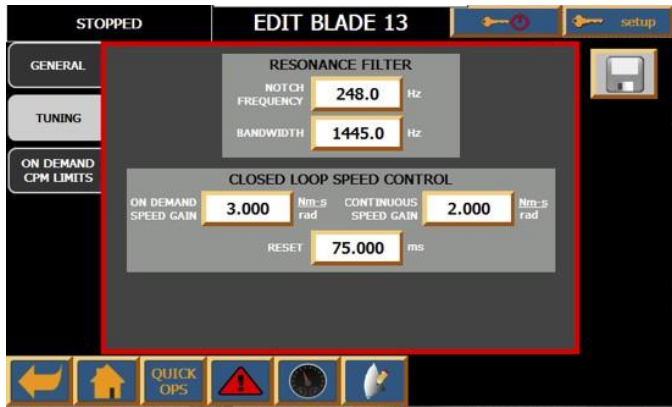 STOPPED
EDIT BLADE 13
setup
GENERAL
TUNING
ON DEMAND
CPM LIMITS
RESONANCE FILTER
NOTCH
FREQUENCY
248.0
Hz
BANDWIDTH
1445.0
Hz
CLOSED LOOP SPEED CONTROL
ON DEMAND
SPEED GAIN
3.000
Nm-s
rad
CONTINUOUS
SPEED GAIN
2.000
Nm-s
rad
RESET
75.000
ms
QUICK
OPS